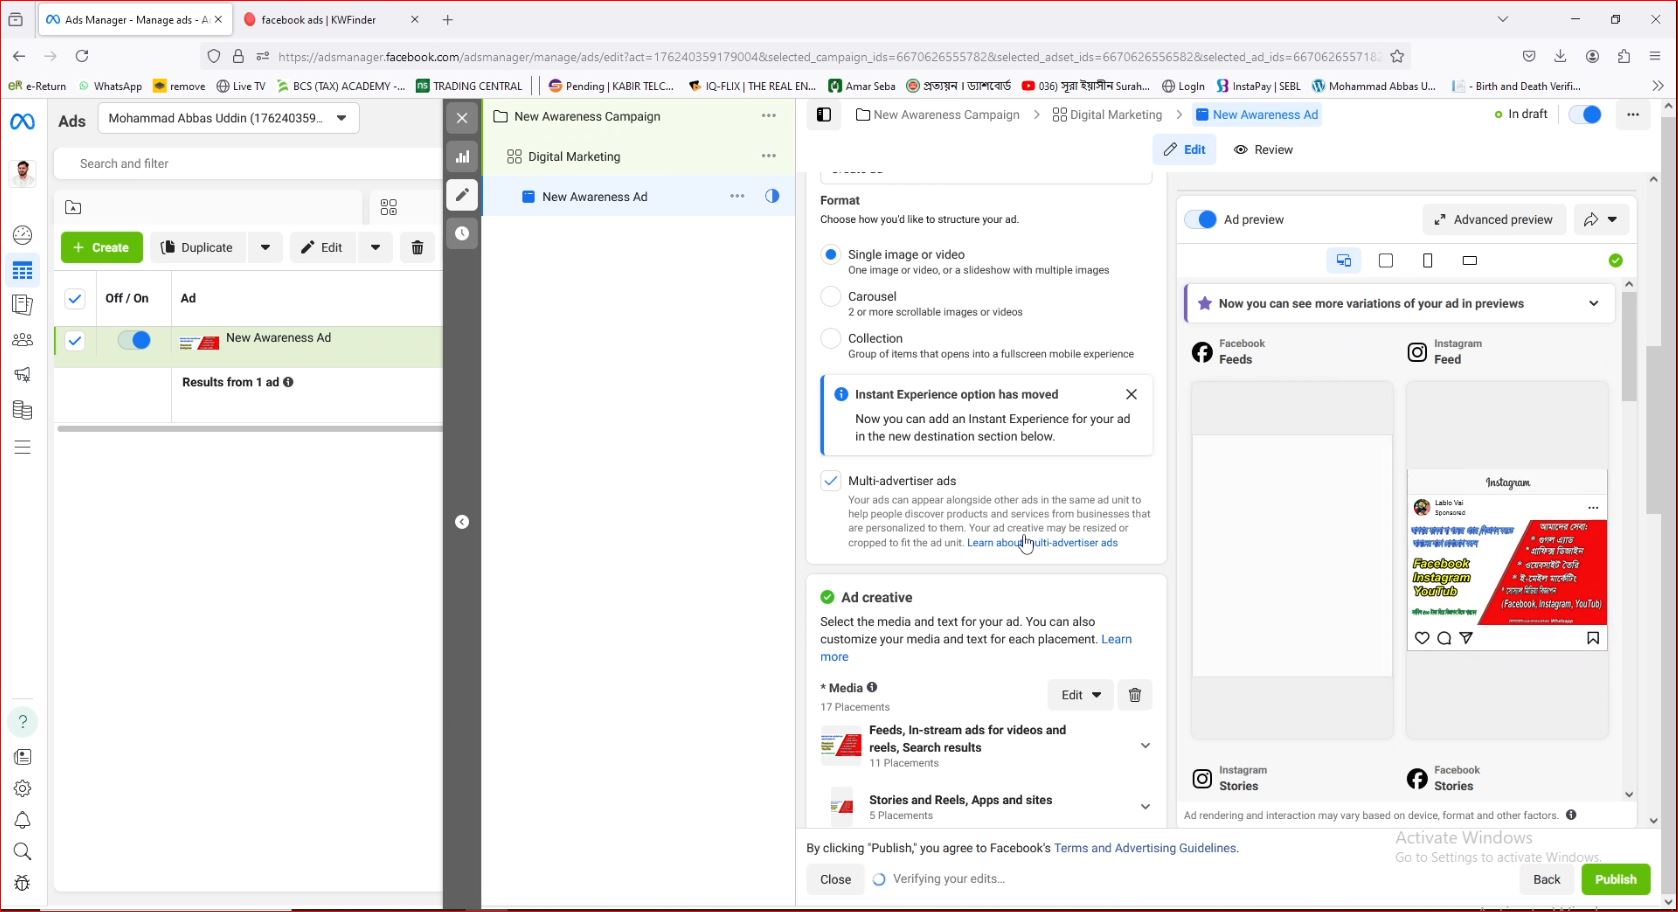 Ads Manager - Manage ads - A
facebook ads | KWFinder
https://adsmanager.facebook.com/adsmanager/manage/ads/edit?act=1762403591790048&selected_campaign_ids=6670626555782&selected_adset_ids=6670626556582&selected_ad_ids=667062655718
e-Return
WhatsApp
remove
Live TV
BCS (TAX) ACADEMY -...
TRADING CENTRAL
Pending | KABIR TELC...
IQ-FLIX | THE REAL EN...
Amar Seba
প্রত্যয়ন । ড্যাশবোর্ড
036) সূরা ইয়াসীন Surah...
LogIn
InstaPay | SEBL
Mohammad Abbas U...
- Birth and Death Verifi...
Ads
Mohammad Abbas Uddin (176240359...
Search and filter
Create
Duplicate
Edit
Off / On
Ad
New Awareness Ad
Results from 1 ad
New Awareness Campaign
Digital Marketing
New Awareness Ad
New Awareness Campaign
Digital Marketing
New Awareness Ad
In draft
Edit
Review
Format
Choose how you'd like to structure your ad.
Single image or video
One image or video, or a slideshow with multiple images
Carousel
2 or more scrollable images or videos
Collection
Group of items that opens into a fullscreen mobile experience
Instant Experience option has moved
Now you can add an Instant Experience for your ad
in the new destination section below.
Multi-advertiser ads
Your ads can appear alongside other ads in the same ad unit to
help people discover products and services from businesses that
are personalized to them. Your ad creative may be resized or
cropped to fit the ad unit. Learn about multi-advertiser ads
Ad creative
Select the media and text for your ad. You can also
customize your media and text for each placement. Learn
more
* Media
17 Placements
Edit
Feeds, In-stream ads for videos and
reels, Search results
11 Placements
Stories and Reels, Apps and sites
5 Placements
Ad preview
Advanced preview
Now you can see more variations of your ad in previews
Facebook
Feeds
Instagram
Feed
Instagram
Lablo Vai
Sponsored
আমাদের সেবা:
* গুগল এ্যাড
* গ্রাফিক্স ডিজাইন
* ওয়েবসাইট তৈরি
* ই-মেইল মার্কেটিং
* সোস্যাল মিডিয়া বিজ্ঞাপন
(Facebook, Instagram, YouTub)
Facebook
Instagram
YouTub
Instagram
Stories
Facebook
Stories
Ad rendering and interaction may vary based on device, format and other factors.
By clicking "Publish," you agree to Facebook's Terms and Advertising Guidelines.
Activate Windows
Go to Settings to activate Windows.
Close
Verifying your edits...
Back
Publish